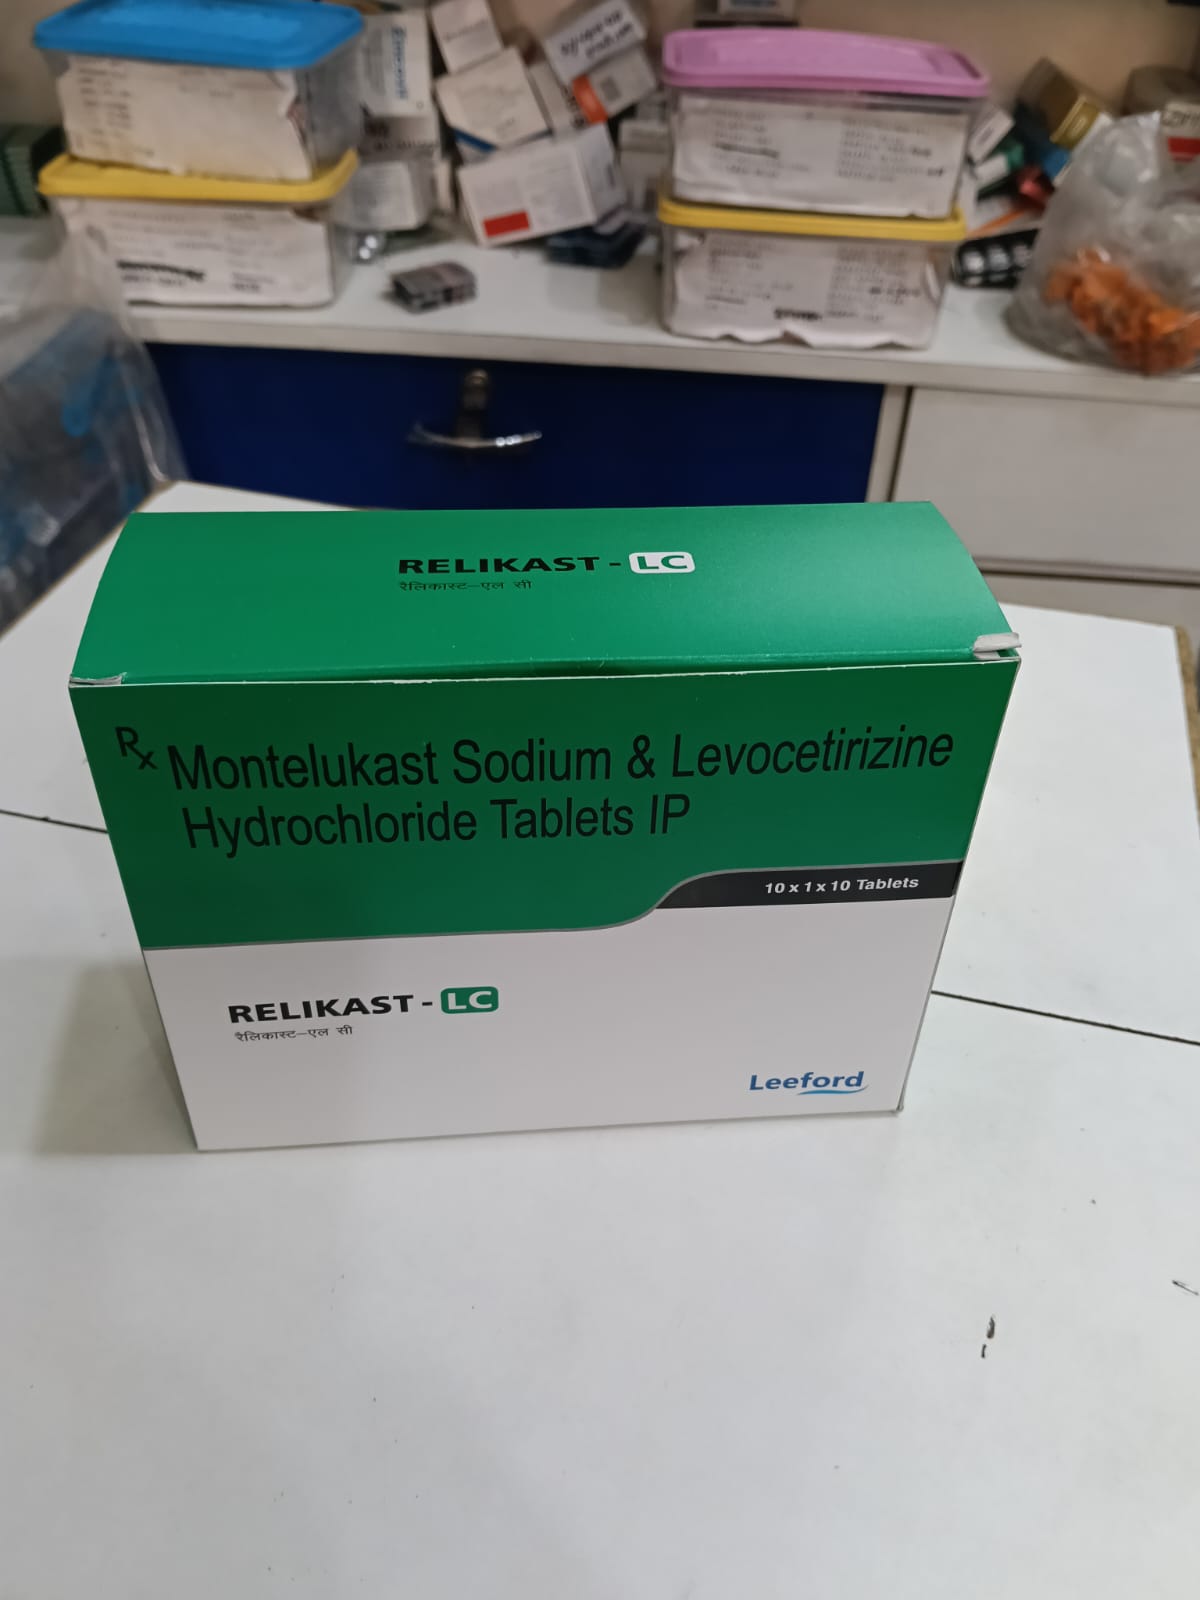 RELIKAST - LC
रैलिकास्ट–एल सी
Rx Montelukast Sodium & Levocetirizine
Hydrochloride Tablets IP
10 x 1 x 10 Tablets
RELIKAST - LC
रैलिकास्ट–एल सी
Leeford